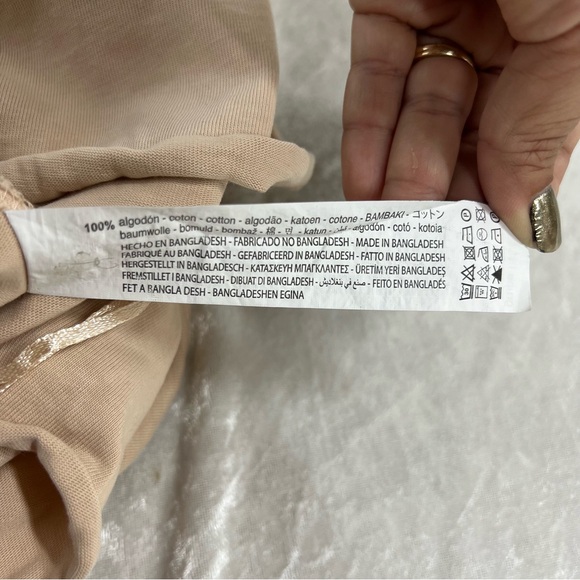 100% algodón - coton - cotton - algodão - katoen - cotone - BAMBAKI - コットン
baumwolle - bomuld - bombaž - 棉 - 면 - katun - algodón - cotó - kotoia
HECHO EN BANGLADESH - FABRICADO NO BANGLADESH - MADE IN BANGLADESH
FABRIQUÉ AU BANGLADESH - GEFABRICEERD IN BANGLADESH - FATTO IN BANGLADESH
HERGESTELLT IN BANGLADESCH - ΚΑΤΑΣΚΕΥΗ ΜΠΑΓΚΛΑΝΤΕΣ - ÜRETİM YERİ BANGLADEŞ
FREMSTILLET I BANGLADESH - DIBUAT DI BANGLADESH - صنع في بنغلاديش - FEITO EN BANGLADÉS
FET A BANGLA DESH - BANGLADESHEN EGINA